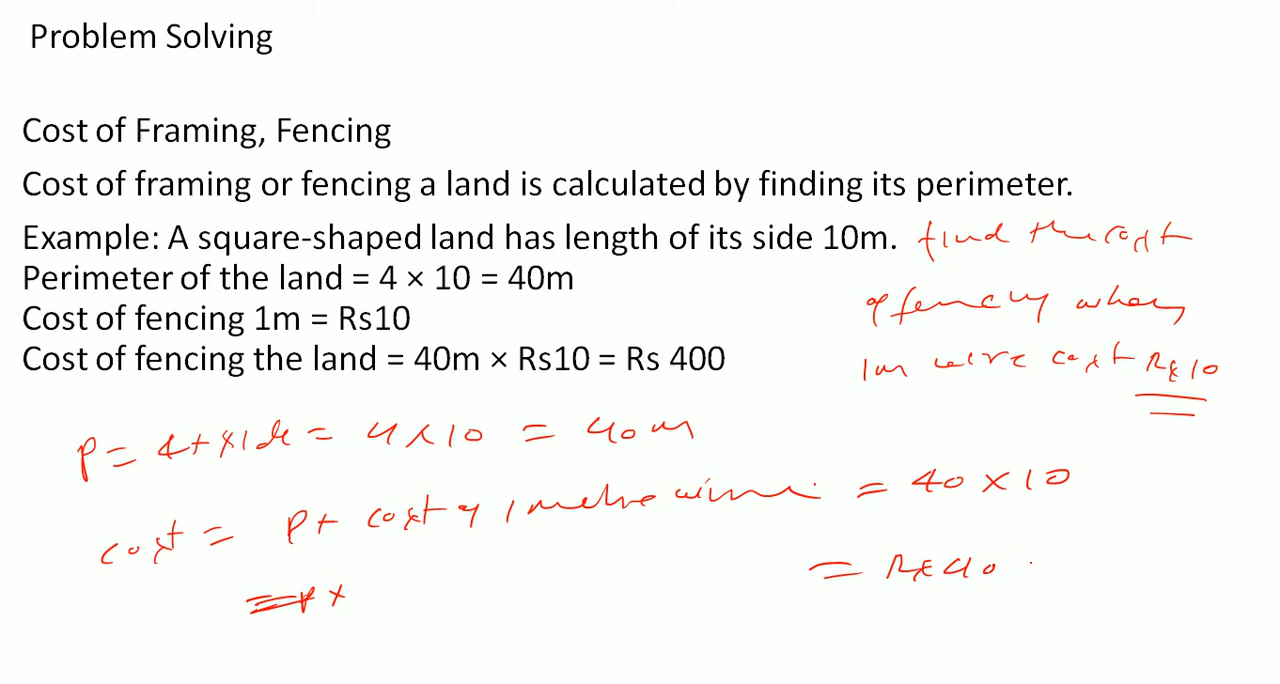 Problem Solving
Cost of Framing, Fencing
Cost of framing or fencing a land is calculated by finding its perimeter.
Example: A square-shaped land has length of its side 10m. find the cost
Perimeter of the land = 4 × 10 = 40m
of fencing when
Cost of fencing 1m = Rs10
Cost of fencing the land = 40m × Rs10 = Rs 400
1m wire cost Rs 10
P = 4 + side = 4 × 10 = 40m
cost = P + cost of 1 metre = 40 × 10
= Rs 40
= P ×